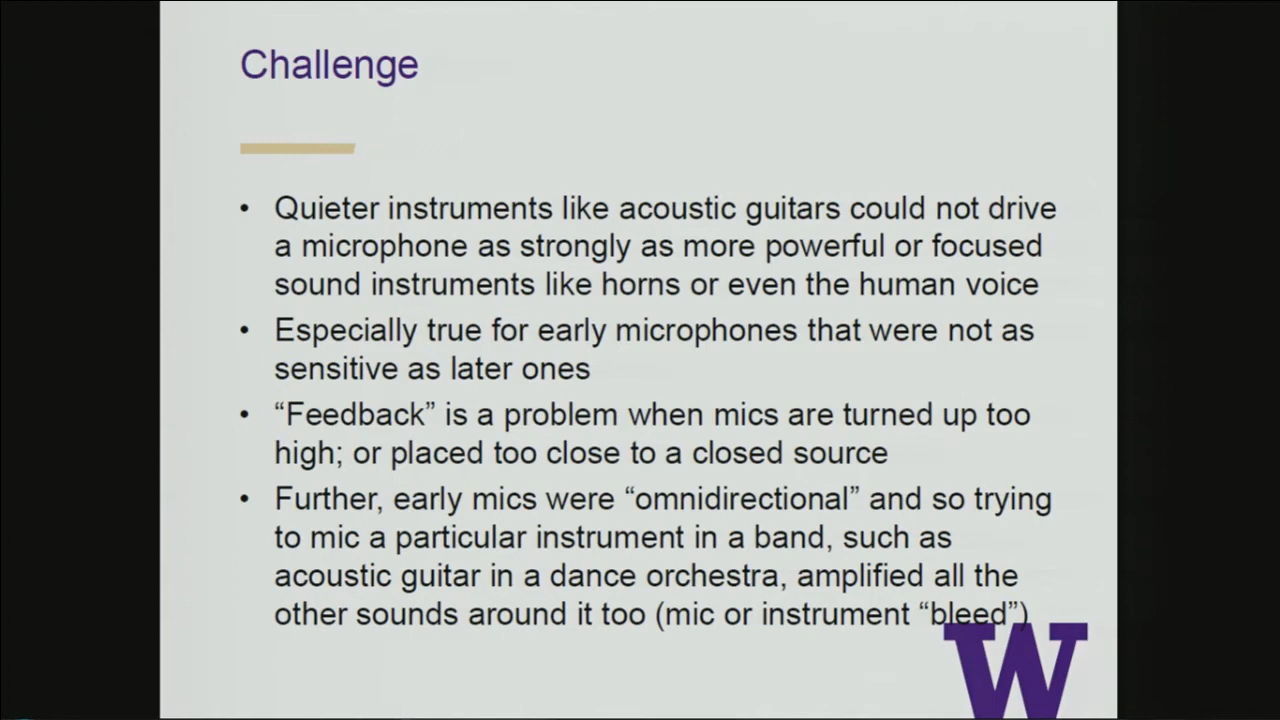 Challenge
• Quieter instruments like acoustic guitars could not drive
a microphone as strongly as more powerful or focused
sound instruments like horns or even the human voice
• Especially true for early microphones that were not as
sensitive as later ones
• “Feedback” is a problem when mics are turned up too
high; or placed too close to a closed source
• Further, early mics were “omnidirectional” and so trying
to mic a particular instrument in a band, such as
acoustic guitar in a dance orchestra, amplified all the
other sounds around it too (mic or instrument “bleed”)
W